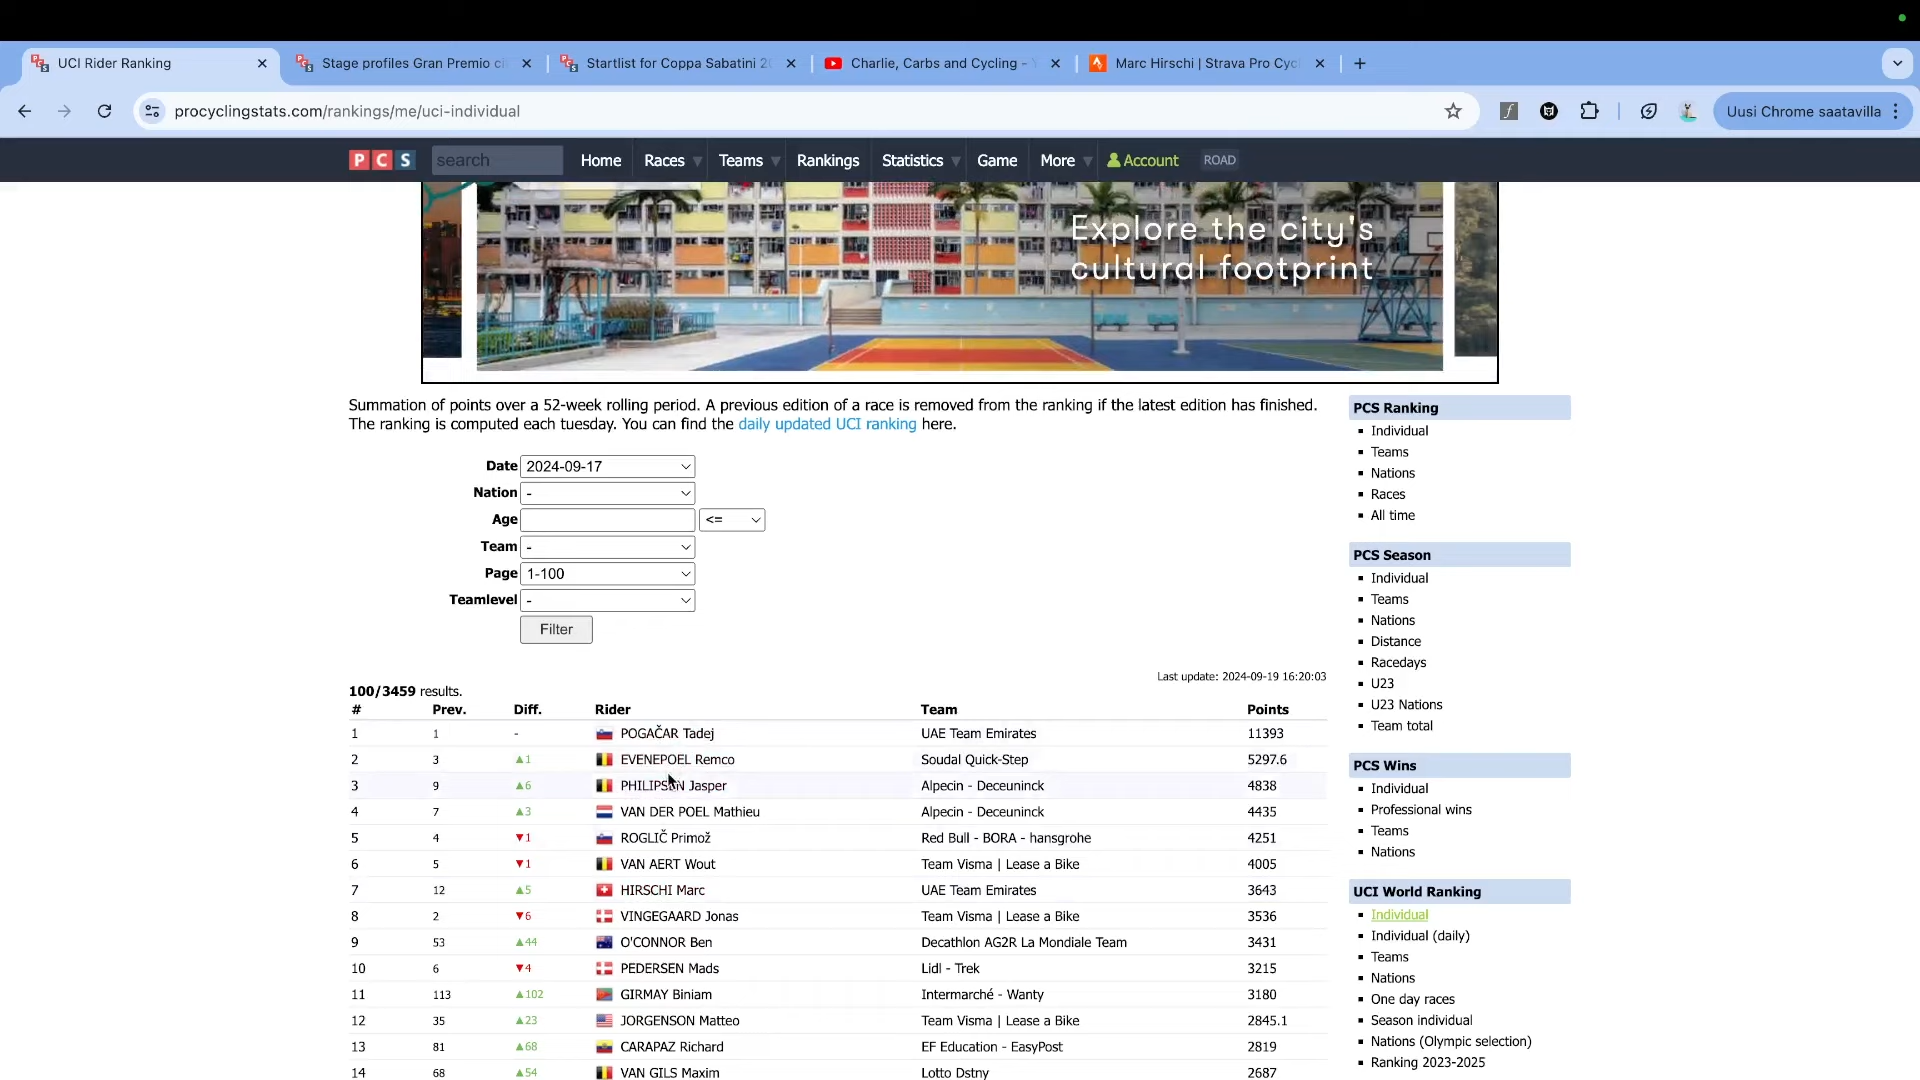 UCI Rider Ranking
Stage profiles Gran Premio ci
Startlist for Coppa Sabatini 2
Charlie, Carbs and Cycling -
Marc Hirschi | Strava Pro Cyc
procyclingstats.com/rankings/me/uci-individual
Uusi Chrome saatavilla
PCS
search
Home
Races
Teams
Rankings
Statistics
Game
More
Account
ROAD
Explore the city's
cultural footprint
Summation of points over a 52-week rolling period. A previous edition of a race is removed from the ranking if the latest edition has finished.
The ranking is computed each tuesday. You can find the daily updated UCI ranking here.
Date 2024-09-17
Nation -
Age <=
Team -
Page 1-100
Teamlevel -
Filter
Last update: 2024-09-19 16:20:03
100/3459 results.
# Prev. Diff. Rider Team Points
1 1 - POGAČAR Tadej UAE Team Emirates 11393
2 3 ▲1 EVENEPOEL Remco Soudal Quick-Step 5297.6
3 9 ▲6 PHILIPSEN Jasper Alpecin - Deceuninck 4838
4 7 ▲3 VAN DER POEL Mathieu Alpecin - Deceuninck 4435
5 4 ▼1 ROGLIČ Primož Red Bull - BORA - hansgrohe 4251
6 5 ▼1 VAN AERT Wout Team Visma | Lease a Bike 4005
7 12 ▲5 HIRSCHI Marc UAE Team Emirates 3643
8 2 ▼6 VINGEGAARD Jonas Team Visma | Lease a Bike 3536
9 53 ▲44 O'CONNOR Ben Decathlon AG2R La Mondiale Team 3431
10 6 ▼4 PEDERSEN Mads Lidl - Trek 3215
11 113 ▲102 GIRMAY Biniam Intermarché - Wanty 3180
12 35 ▲23 JORGENSON Matteo Team Visma | Lease a Bike 2845.1
13 81 ▲68 CARAPAZ Richard EF Education - EasyPost 2819
14 68 ▲54 VAN GILS Maxim Lotto Dstny 2687
PCS Ranking
Individual
Teams
Nations
Races
All time
PCS Season
Individual
Teams
Nations
Distance
Racedays
U23
U23 Nations
Team total
PCS Wins
Individual
Professional wins
Teams
Nations
UCI World Ranking
Individual
Individual (daily)
Teams
Nations
One day races
Season individual
Nations (Olympic selection)
Ranking 2023-2025